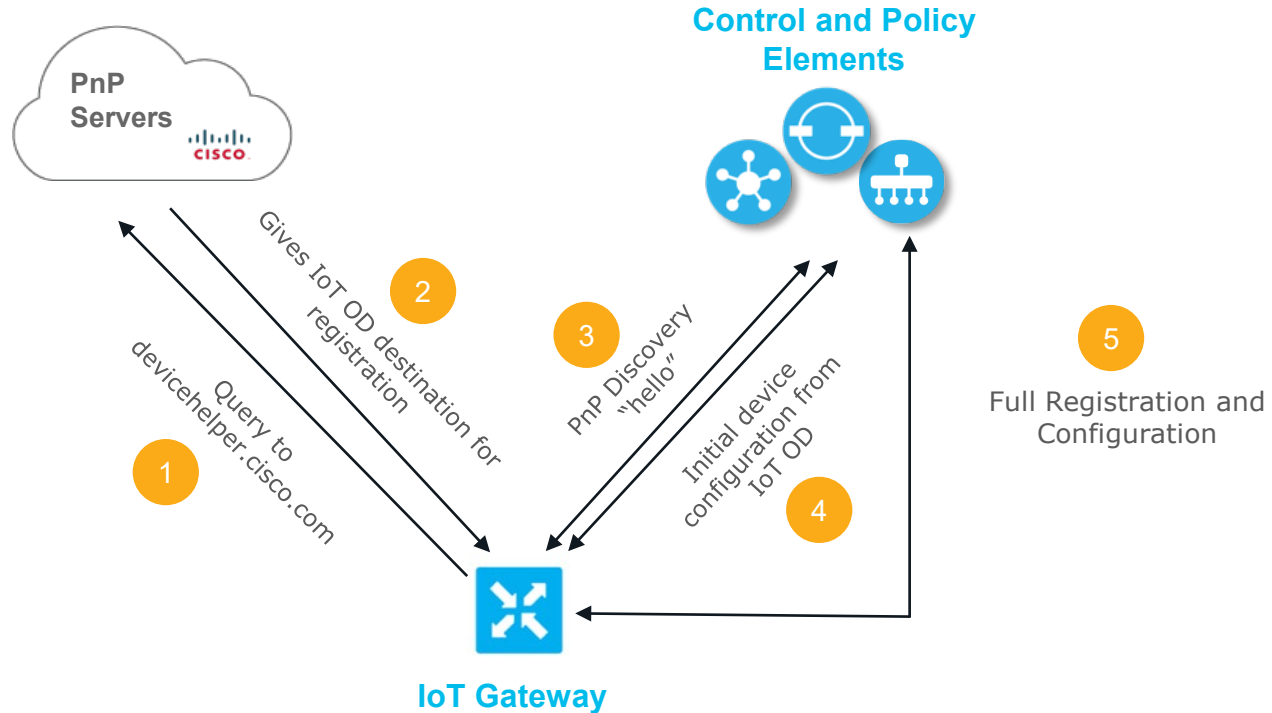 Control and Policy
Elements
PnP
Servers
CISCO
1
Query to
devicehelper.cisco.com
2
Gives IoT OD destination for
registration
3
PnP Discovery
“hello”
4
Initial device
configuration from
IoT OD
5
Full Registration and
Configuration
IoT Gateway